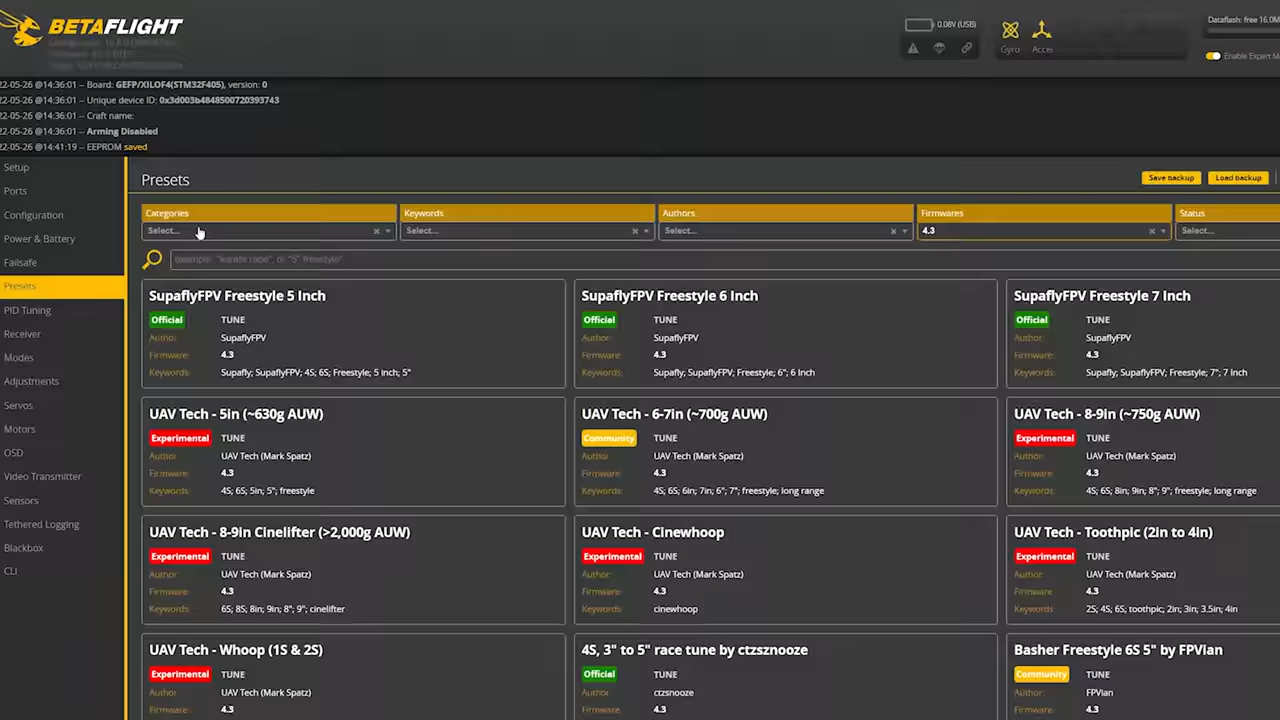 BETAFLIGHT
0.08V (USB)
Gyro
Accel
Dataflash: free 16.0M
Enable Expert M
22-05-26 @14:36:01 -- Board: GEFP/XILOF4(STM32F405), version: 0
22-05-26 @14:36:01 -- Unique device ID: 0x3d003b4848500720393743
22-05-26 @14:36:01 -- Craft name:
22-05-26 @14:36:01 -- Arming Disabled
22-05-26 @14:41:19 -- EEPROM saved
Setup
Ports
Configuration
Power & Battery
Failsafe
Presets
PID Tuning
Receiver
Modes
Adjustments
Servos
Motors
OSD
Video Transmitter
Sensors
Tethered Logging
Blackbox
CLI
Presets
Save backup
Load backup
Categories
Keywords
Authors
Firmwares
Status
Select...
Select...
Select...
4.3
Select...
example: "karate race", or "5'' freestyle"
SupaflyFPV Freestyle 5 Inch
Official TUNE
Author: SupaflyFPV
Firmware: 4.3
Keywords: Supafly; SupaflyFPV; 4S; 6S; Freestyle; 5 inch; 5"
SupaflyFPV Freestyle 6 Inch
Official TUNE
Author: SupaflyFPV
Firmware: 4.3
Keywords: Supafly; SupaflyFPV; Freestyle; 6"; 6 Inch
SupaflyFPV Freestyle 7 Inch
Official TUNE
Author: SupaflyFPV
Firmware: 4.3
Keywords: Supafly; SupaflyFPV; Freestyle; 7"; 7 Inch
UAV Tech - 5in (~630g AUW)
Experimental TUNE
Author: UAV Tech (Mark Spatz)
Firmware: 4.3
Keywords: 4S; 6S; 5in; 5"; freestyle
UAV Tech - 6-7in (~700g AUW)
Community TUNE
Author: UAV Tech (Mark Spatz)
Firmware: 4.3
Keywords: 4S; 6S; 6in; 7in; 6"; 7"; freestyle; long range
UAV Tech - 8-9in (~750g AUW)
Experimental TUNE
Author: UAV Tech (Mark Spatz)
Firmware: 4.3
Keywords: 4S; 6S; 8in; 9in; 8"; 9"; freestyle; long range
UAV Tech - 8-9in Cinelifter (>2,000g AUW)
Experimental TUNE
Author: UAV Tech (Mark Spatz)
Firmware: 4.3
Keywords: 6S; 8S; 8in; 9in; 8"; 9"; cinelifter
UAV Tech - Cinewhoop
Experimental TUNE
Author: UAV Tech (Mark Spatz)
Firmware: 4.3
Keywords: cinewhoop
UAV Tech - Toothpic (2in to 4in)
Experimental TUNE
Author: UAV Tech (Mark Spatz)
Firmware: 4.3
Keywords: 2S; 4S; 6S; toothpic; 2in; 3in; 3.5in; 4in
UAV Tech - Whoop (1S & 2S)
Experimental TUNE
Author: UAV Tech (Mark Spatz)
Firmware: 4.3
4S, 3" to 5" race tune by ctzsznooze
Official TUNE
Author: ctzsnooze
Firmware: 4.3
Basher Freestyle 6S 5" by FPVian
Community TUNE
Author: FPVian
Firmware: 4.3